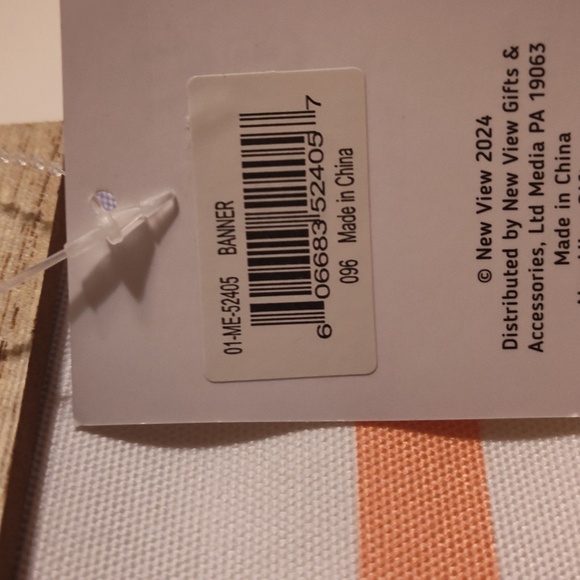 01-ME-52405 BANNER
6 06683 52405 7
096 Made in China
© New View 2024
Distributed by New View Gifts &
Accessories, Ltd Media PA 19063
Made in China